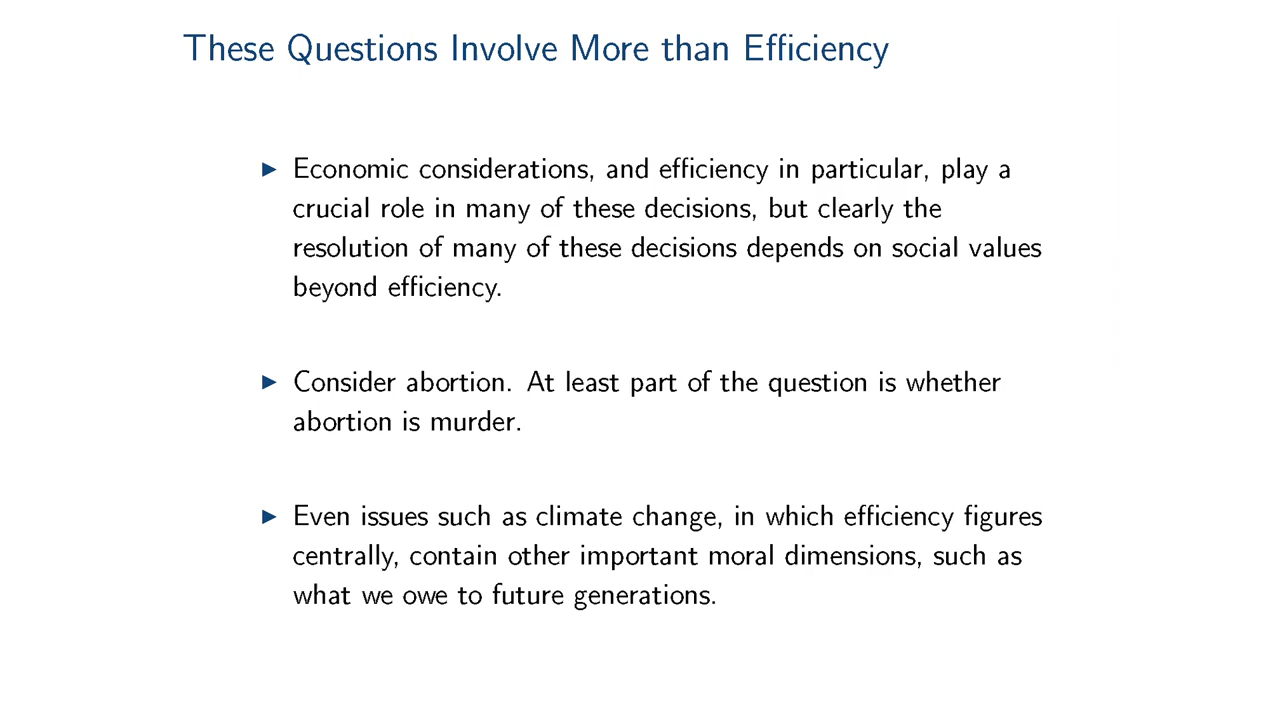 These Questions Involve More than Efficiency
▶ Economic considerations, and efficiency in particular, play a
crucial role in many of these decisions, but clearly the
resolution of many of these decisions depends on social values
beyond efficiency.
▶ Consider abortion. At least part of the question is whether
abortion is murder.
▶ Even issues such as climate change, in which efficiency figures
centrally, contain other important moral dimensions, such as
what we owe to future generations.